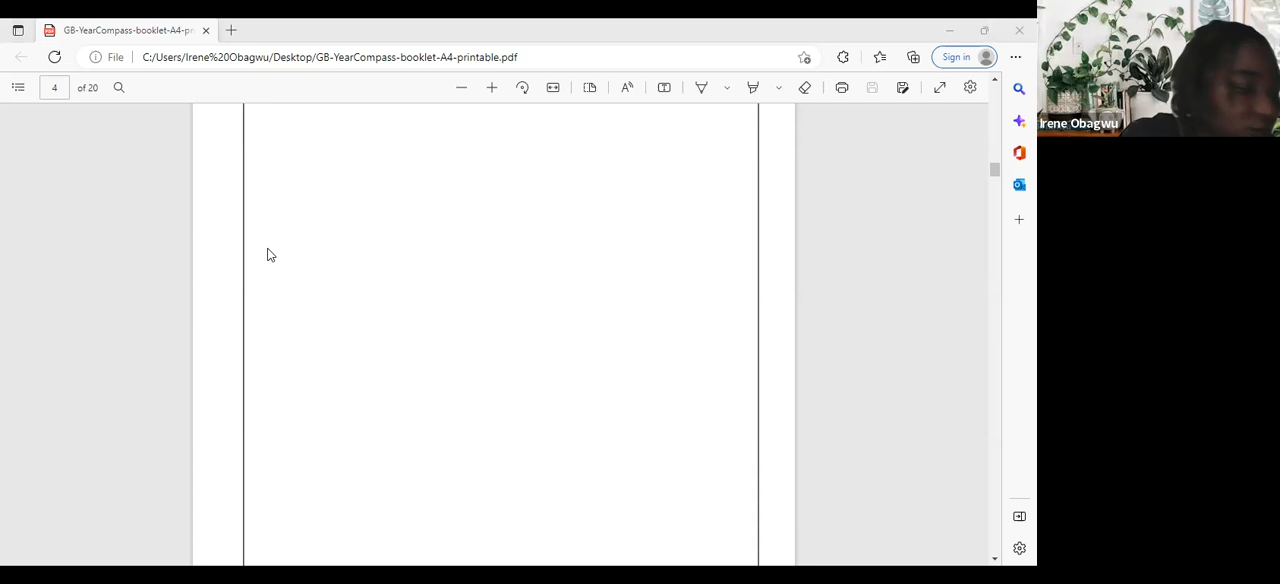 GB-YearCompass-booklet-A4-pr
File
C:/Users/Irene%20Obagwu/Desktop/GB-YearCompass-booklet-A4-printable.pdf
Sign in
4 of 20
Irene Obagwu